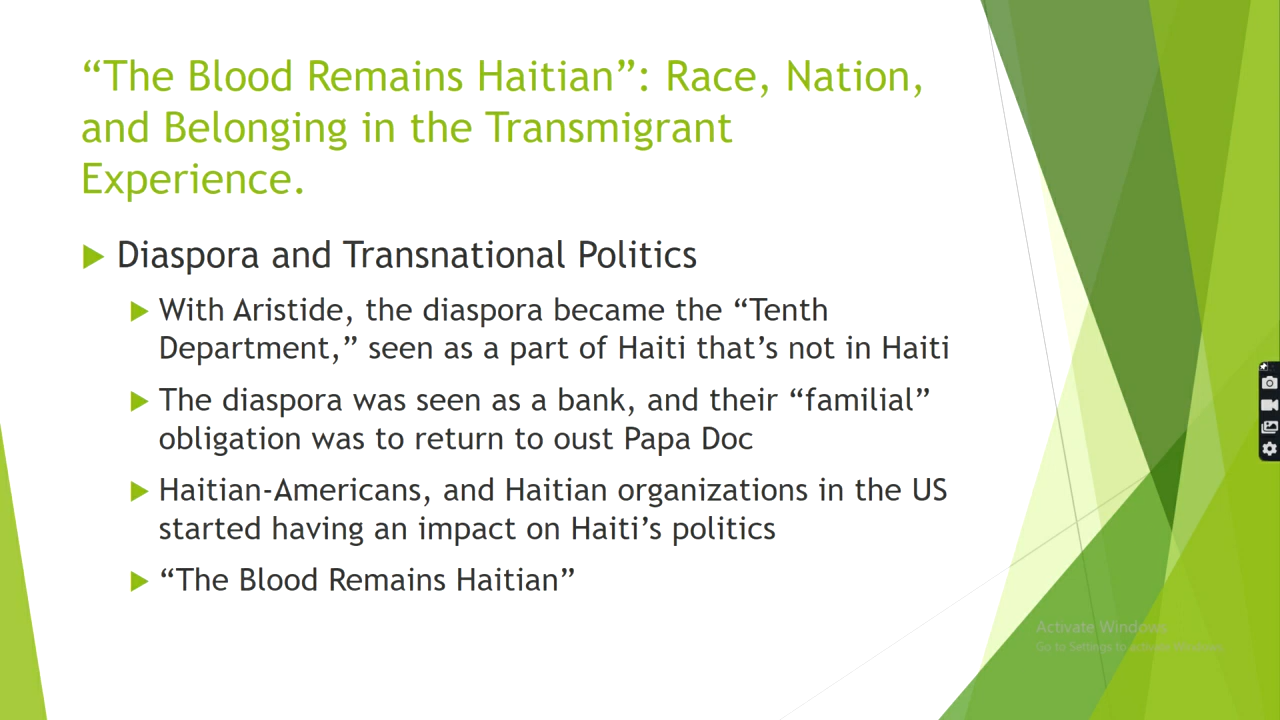 “The Blood Remains Haitian”: Race, Nation,
and Belonging in the Transmigrant
Experience.
Diaspora and Transnational Politics
With Aristide, the diaspora became the “Tenth
Department,” seen as a part of Haiti that’s not in Haiti
The diaspora was seen as a bank, and their “familial”
obligation was to return to oust Papa Doc
Haitian-Americans, and Haitian organizations in the US
started having an impact on Haiti’s politics
“The Blood Remains Haitian”
Activate Windows
Go to Settings to activate Windows.